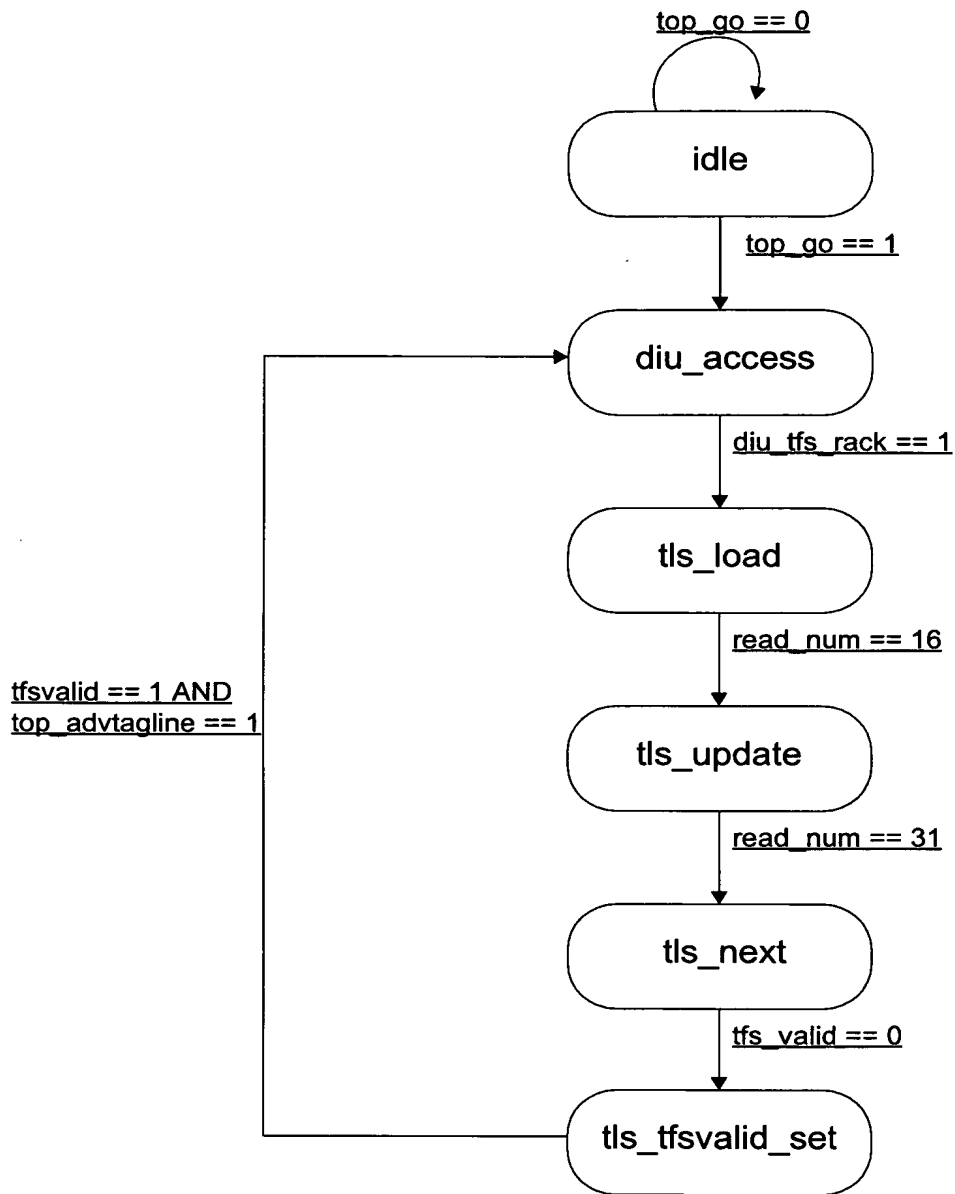 top_go == 0
idle
top_go == 1
diu_access
diu_tfs_rack == 1
tls_load
read_num == 16
tfsvalid == 1 AND
top_advtagline == 1
tls_update
read_num == 31
tls_next
tfs_valid == 0
tls_tfsvalid_set